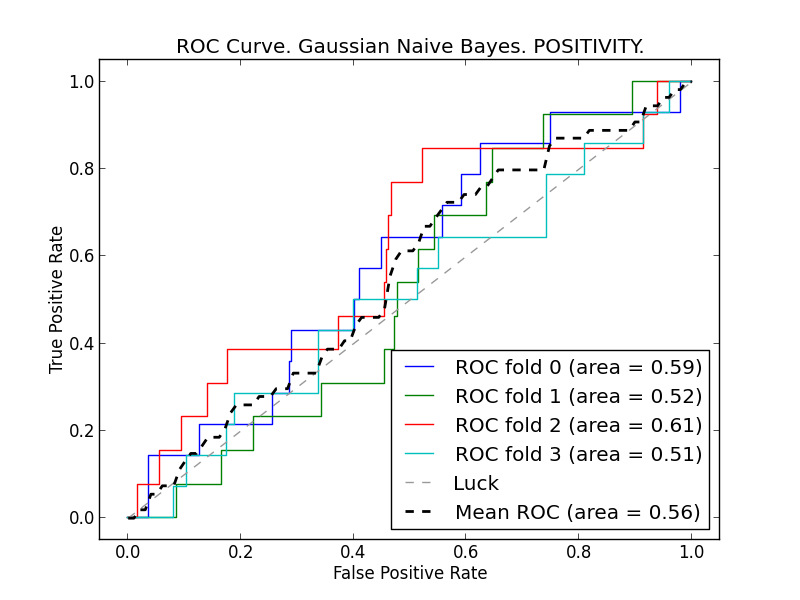 ROC Curve. Gaussian Naive Bayes. POSITIVITY.
1.0
0.8
0.6
0.4
0.2
0.0
True Positive Rate
ROC fold 0 (area = 0.59)
ROC fold 1 (area = 0.52)
ROC fold 2 (area = 0.61)
ROC fold 3 (area = 0.51)
Luck
Mean ROC (area = 0.56)
0.0 0.2 0.4 0.6 0.8 1.0
False Positive Rate